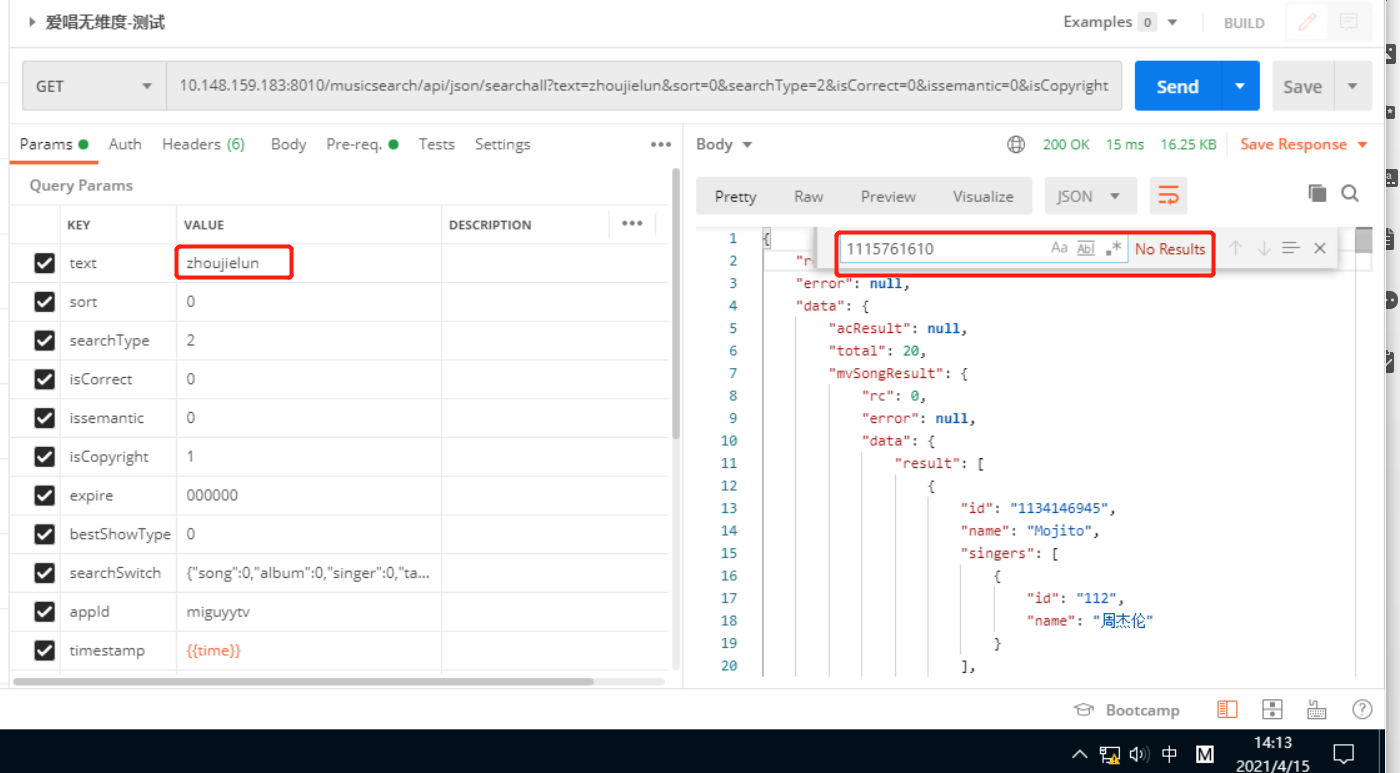 爱唱无维度-测试
Examples 0 BUILD
GET 10.148.159.183:8010/musicsearch/api/json/searchall?text=zhoujielun&sort=0&searchType=2&isCorrect=0&issemantic=0&isCopyright Send Save
Params Auth Headers (6) Body Pre-req. Tests Settings
Query Params
KEY VALUE DESCRIPTION
text zhoujielun
sort 0
searchType 2
isCorrect 0
issemantic 0
isCopyright 1
expire 000000
bestShowType 0
searchSwitch {"song":0,"album":0,"singer":0,"ta...
appId miguyytv
timestamp {{time}}
Body 200 OK 15 ms 16.25 KB Save Response
Pretty Raw Preview Visualize JSON
1115761610 Aa Abl .* No Results
1 {
2 "r
3 "error": null,
4 "data": {
5 "acResult": null,
6 "total": 20,
7 "mvSongResult": {
8 "rc": 0,
9 "error": null,
10 "data": {
11 "result": [
12 {
13 "id": "1134146945",
14 "name": "Mojito",
15 "singers": [
16 {
17 "id": "112",
18 "name": "周杰伦"
19 }
20 ],
Bootcamp
中 M 14:13
2021/4/15